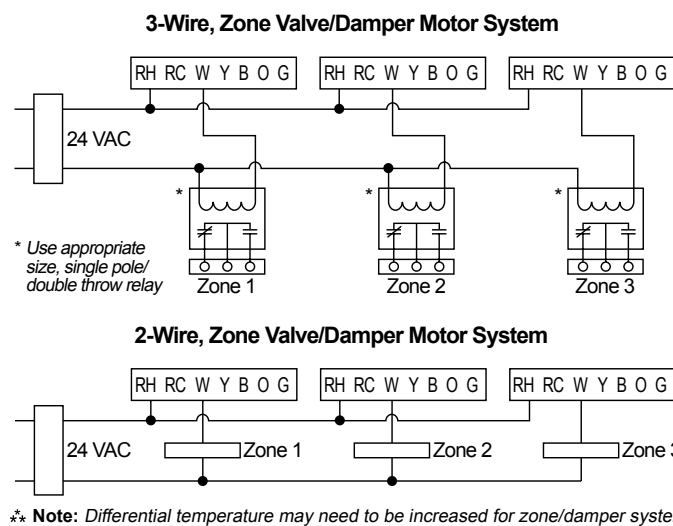 3-Wire, Zone Valve/Damper Motor System
RH RC W Y B O G
RH RC W Y B O G
RH RC W Y B O G
24 VAC
*
*
*
* Use appropriate
size, single pole/
double throw relay
Zone 1
Zone 2
Zone 3
2-Wire, Zone Valve/Damper Motor System
RH RC W Y B O G
RH RC W Y B O G
RH RC W Y B O G
24 VAC
Zone 1
Zone 2
Zone 3
⁂ Note: Differential temperature may need to be increased for zone/damper syste